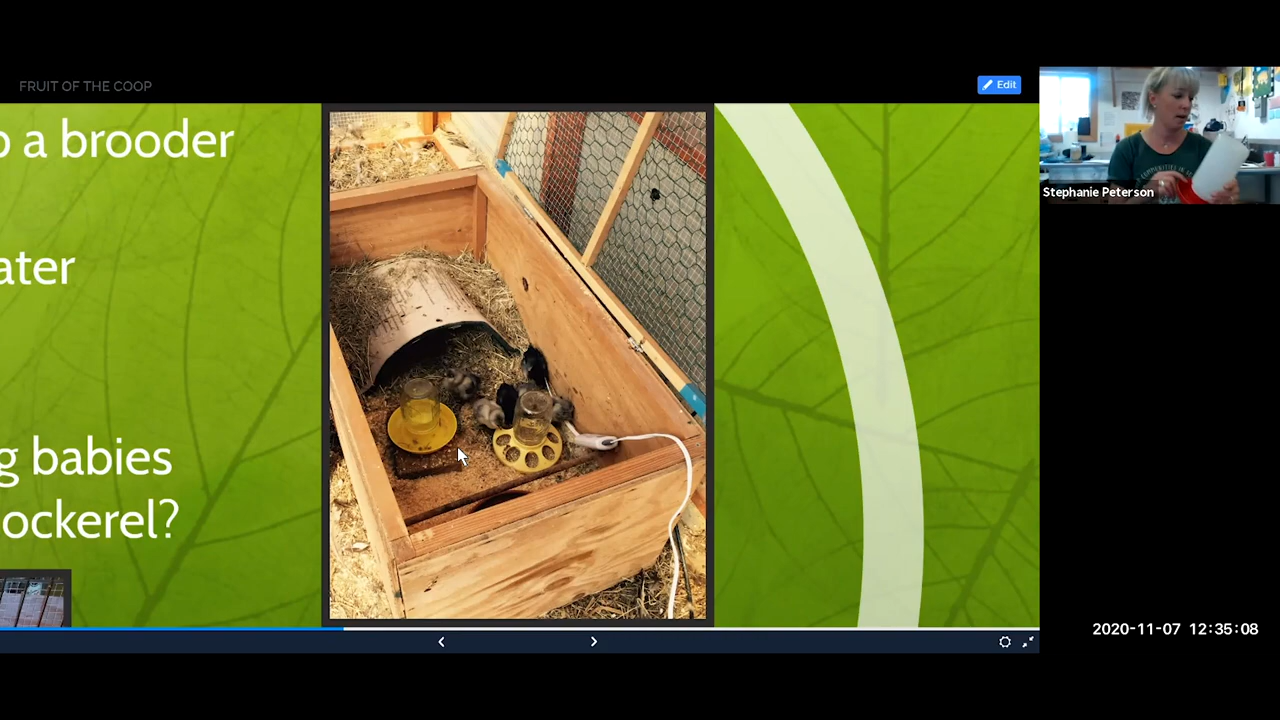 FRUIT OF THE COOP
Edit
a brooder
ater
g babies
ockerel?
Stephanie Peterson
2020-11-07 12:35:08